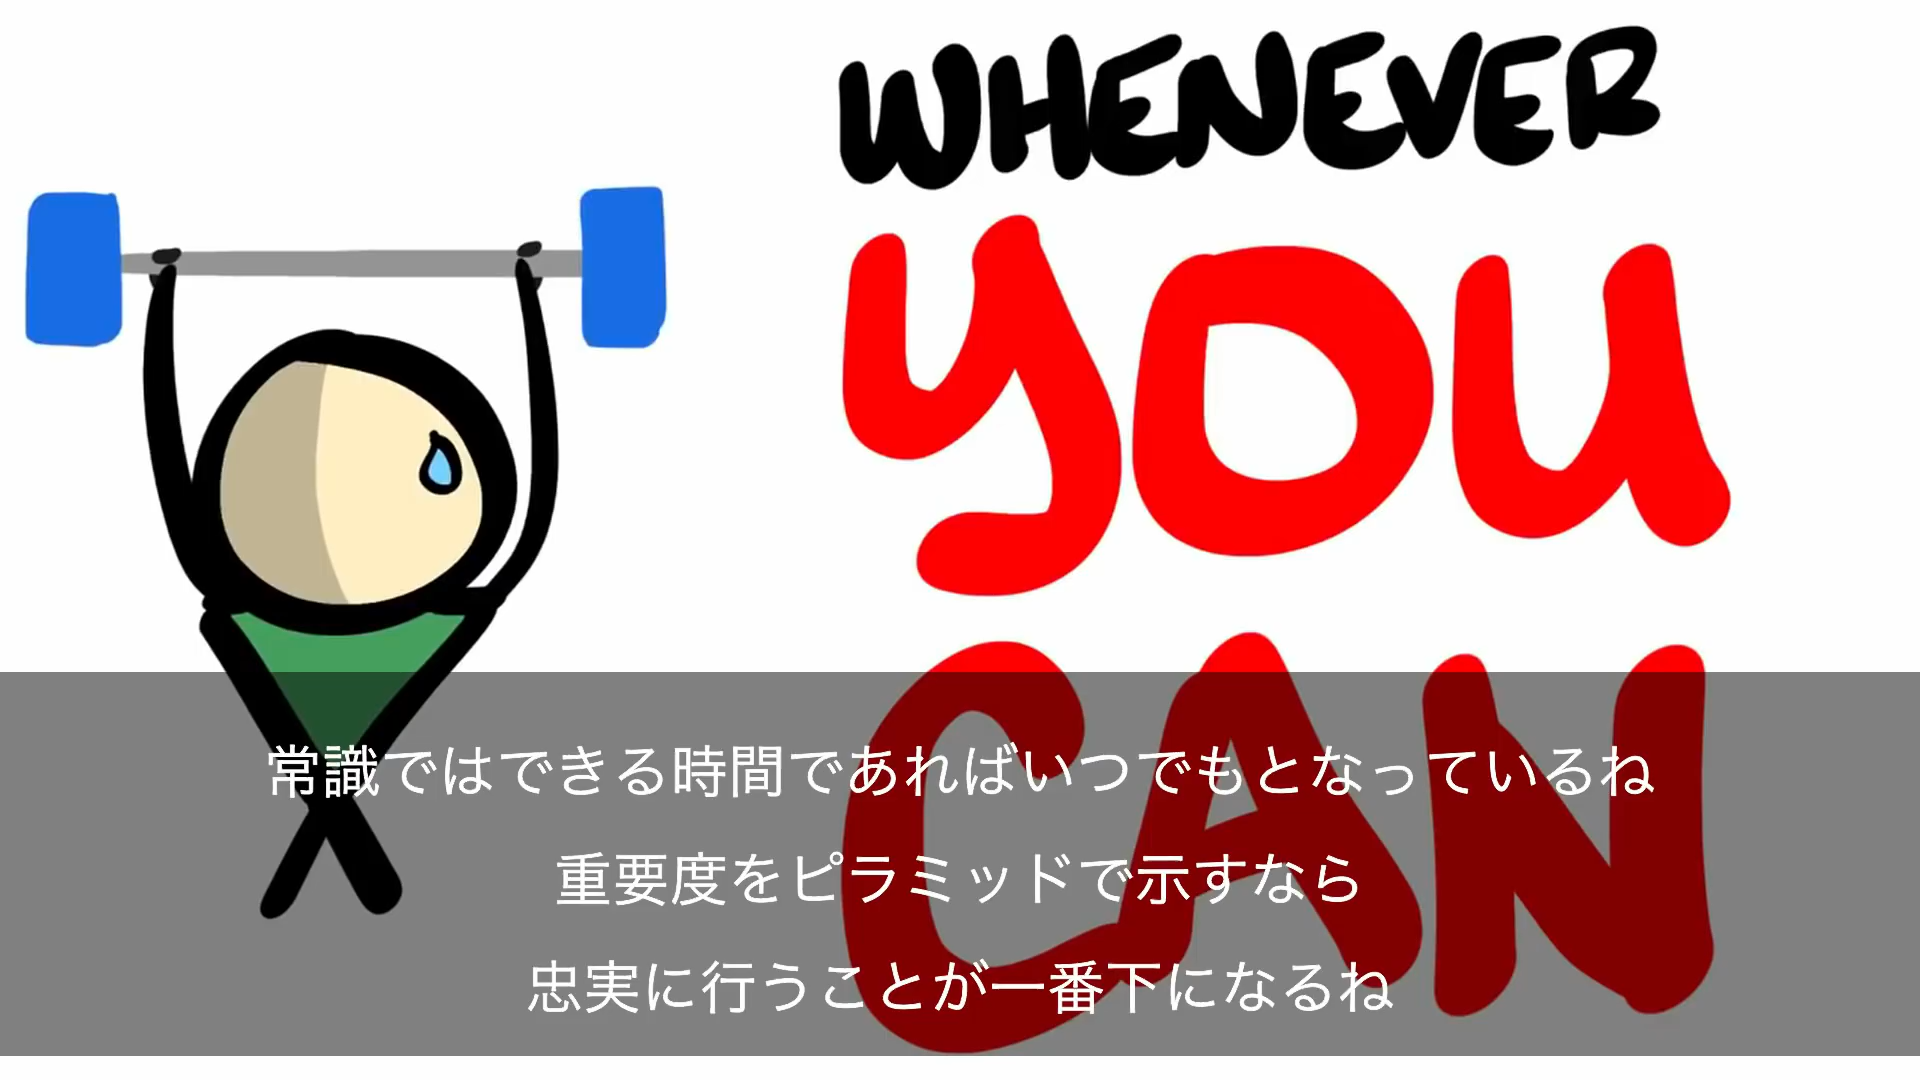 WHENEVER
YOU
CAN
常識ではできる時間であればいつでもとなっているね
重要度をピラミッドで示すなら
忠実に行うことが一番下になるね